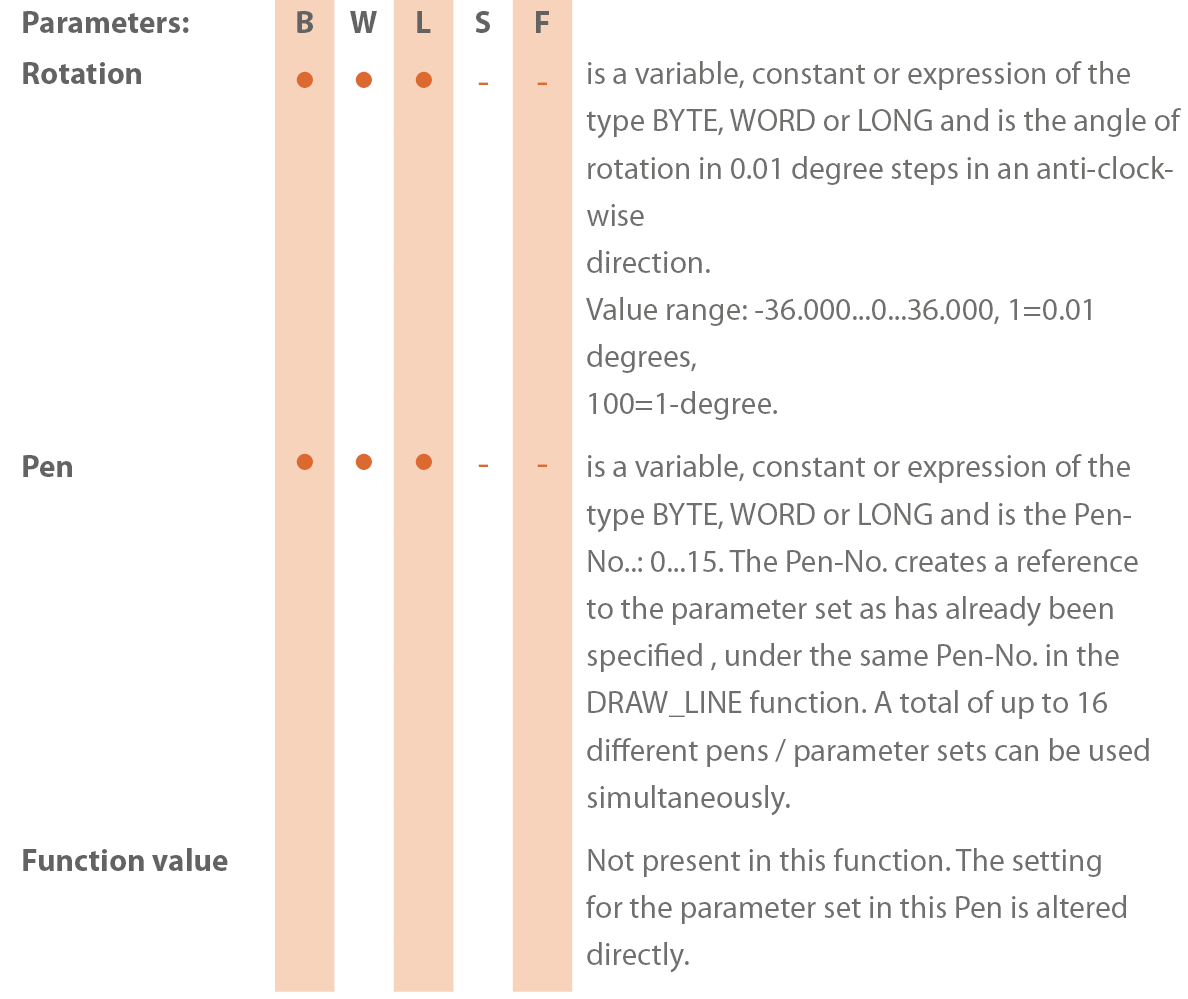 Parameters: B W L S F
Rotation ● ● ● - - is a variable, constant or expression of the
type BYTE, WORD or LONG and is the angle of
rotation in 0.01 degree steps in an anti-clock-
wise
direction.
Value range: -36.000...0...36.000, 1=0.01
degrees,
100=1-degree.
Pen ● ● ● - - is a variable, constant or expression of the
type BYTE, WORD or LONG and is the Pen-
No..: 0...15. The Pen-No. creates a reference
to the parameter set as has already been
specified , under the same Pen-No. in the
DRAW_LINE function. A total of up to 16
different pens / parameter sets can be used
simultaneously.
Function value Not present in this function. The setting
for the parameter set in this Pen is altered
directly.